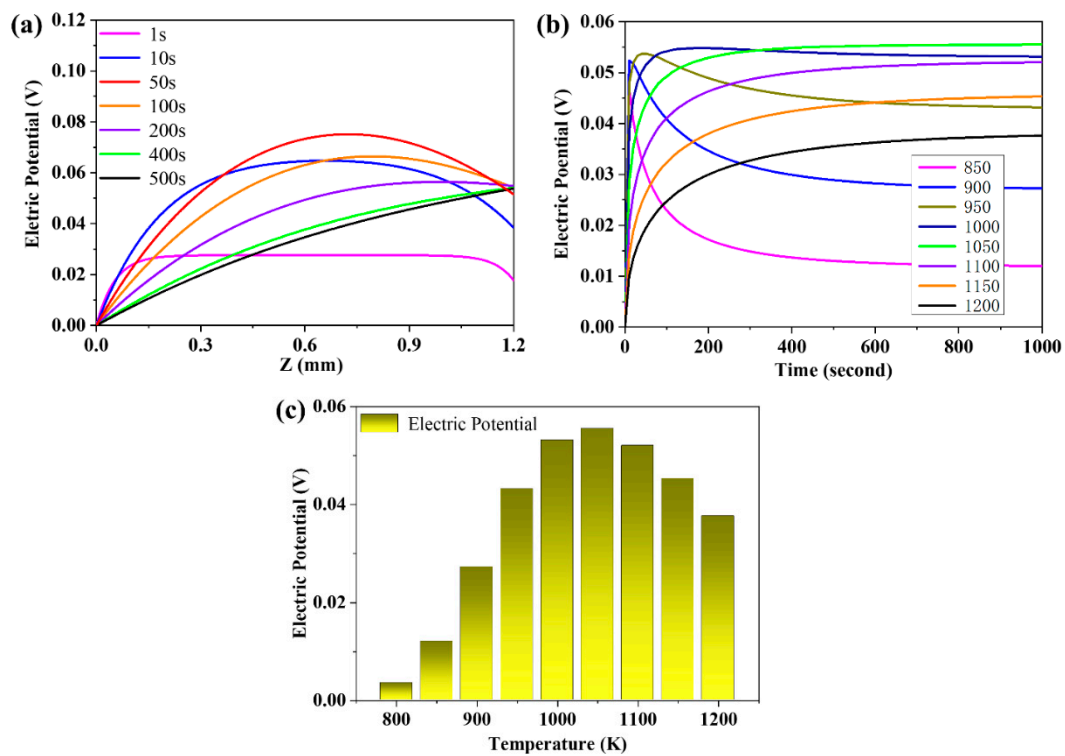 (a)
0.12
0.10
0.08
0.06
0.04
0.02
0.00
Eletric Potential (V)
1s
10s
50s
100s
200s
400s
500s
0.0 0.3 0.6 0.9 1.2
Z (mm)
(b)
0.06
0.05
0.04
0.03
0.02
0.01
0.00
Electric Potential (V)
850
900
950
1000
1050
1100
1150
1200
0 200 400 600 800 1000
Time (second)
(c)
0.06
0.04
0.02
0.00
Electric Potential (V)
Electric Potential
800 900 1000 1100 1200
Temperature (K)